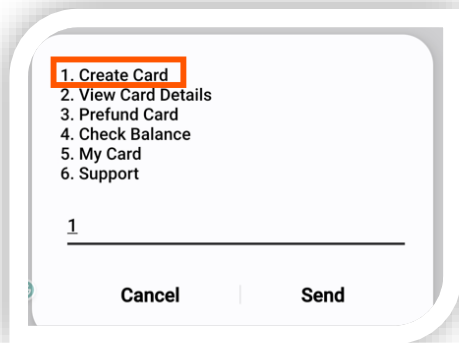 1. Create Card
2. View Card Details
3. Prefund Card
4. Check Balance
5. My Card
6. Support
1
Cancel
Send